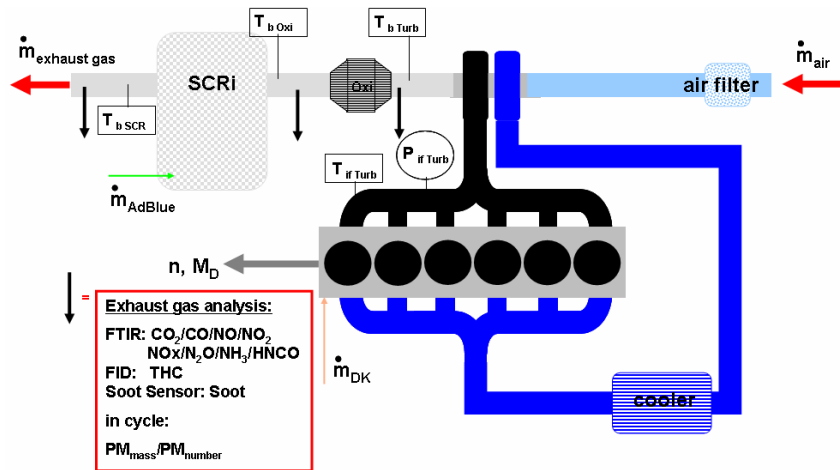 ṁexhaust gas
T b SCR
SCRi
ṁAdBlue
T b Oxi
Oxi
T b Turb
air filter
ṁair
T if Turb
P if Turb
n, MD
=
Exhaust gas analysis:
FTIR: CO2/CO/NO/NO2
NOx/N2O/NH3/HNCO
FID: THC
Soot Sensor: Soot
in cycle:
PMmass/PMnumber
ṁDK
cooler